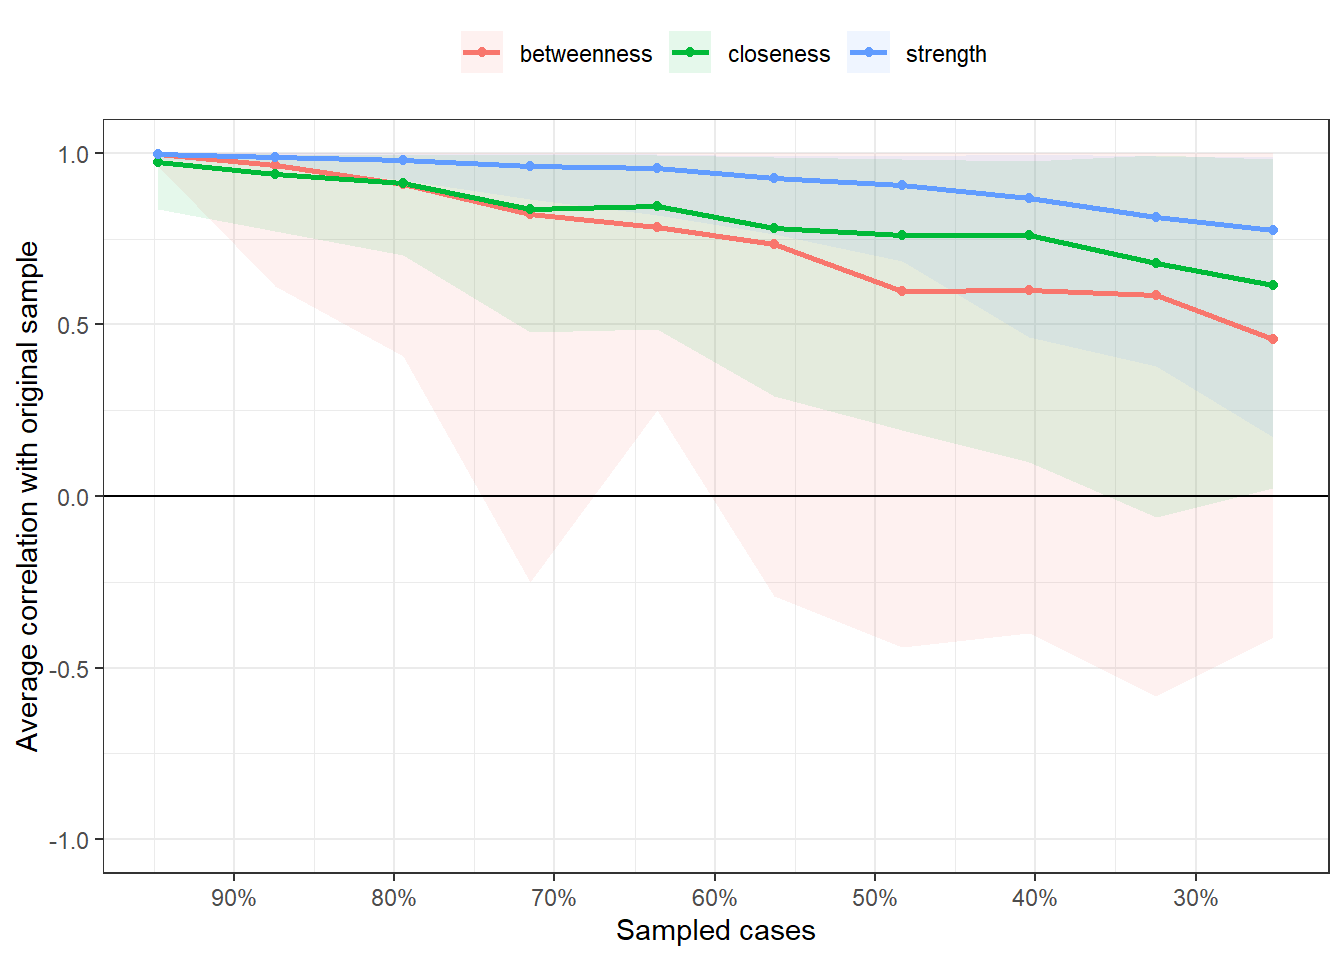 betweenness closeness strength
Average correlation with original sample
1.0
0.5
0.0
-0.5
-1.0
90% 80% 70% 60% 50% 40% 30%
Sampled cases